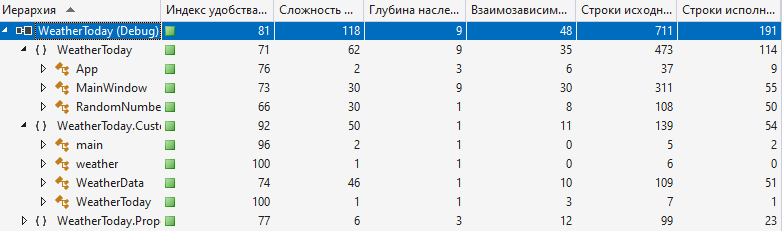 Иерархия Индекс удобства... Сложность ... Глубина насле... Взаимозависим... Строки исходн... Строки исполн...
WeatherToday (Debug) 81 118 9 48 711 191
{ } WeatherToday 71 62 9 35 473 114
App 76 2 3 6 37 9
MainWindow 73 30 9 30 311 55
RandomNumbe 66 30 1 8 108 50
{ } WeatherToday.Custo 92 50 1 11 139 54
main 96 2 1 0 5 2
weather 100 1 1 0 6 0
WeatherData 74 46 1 10 109 51
WeatherToday 100 1 1 3 7 1
{ } WeatherToday.Prop 77 6 3 12 99 23